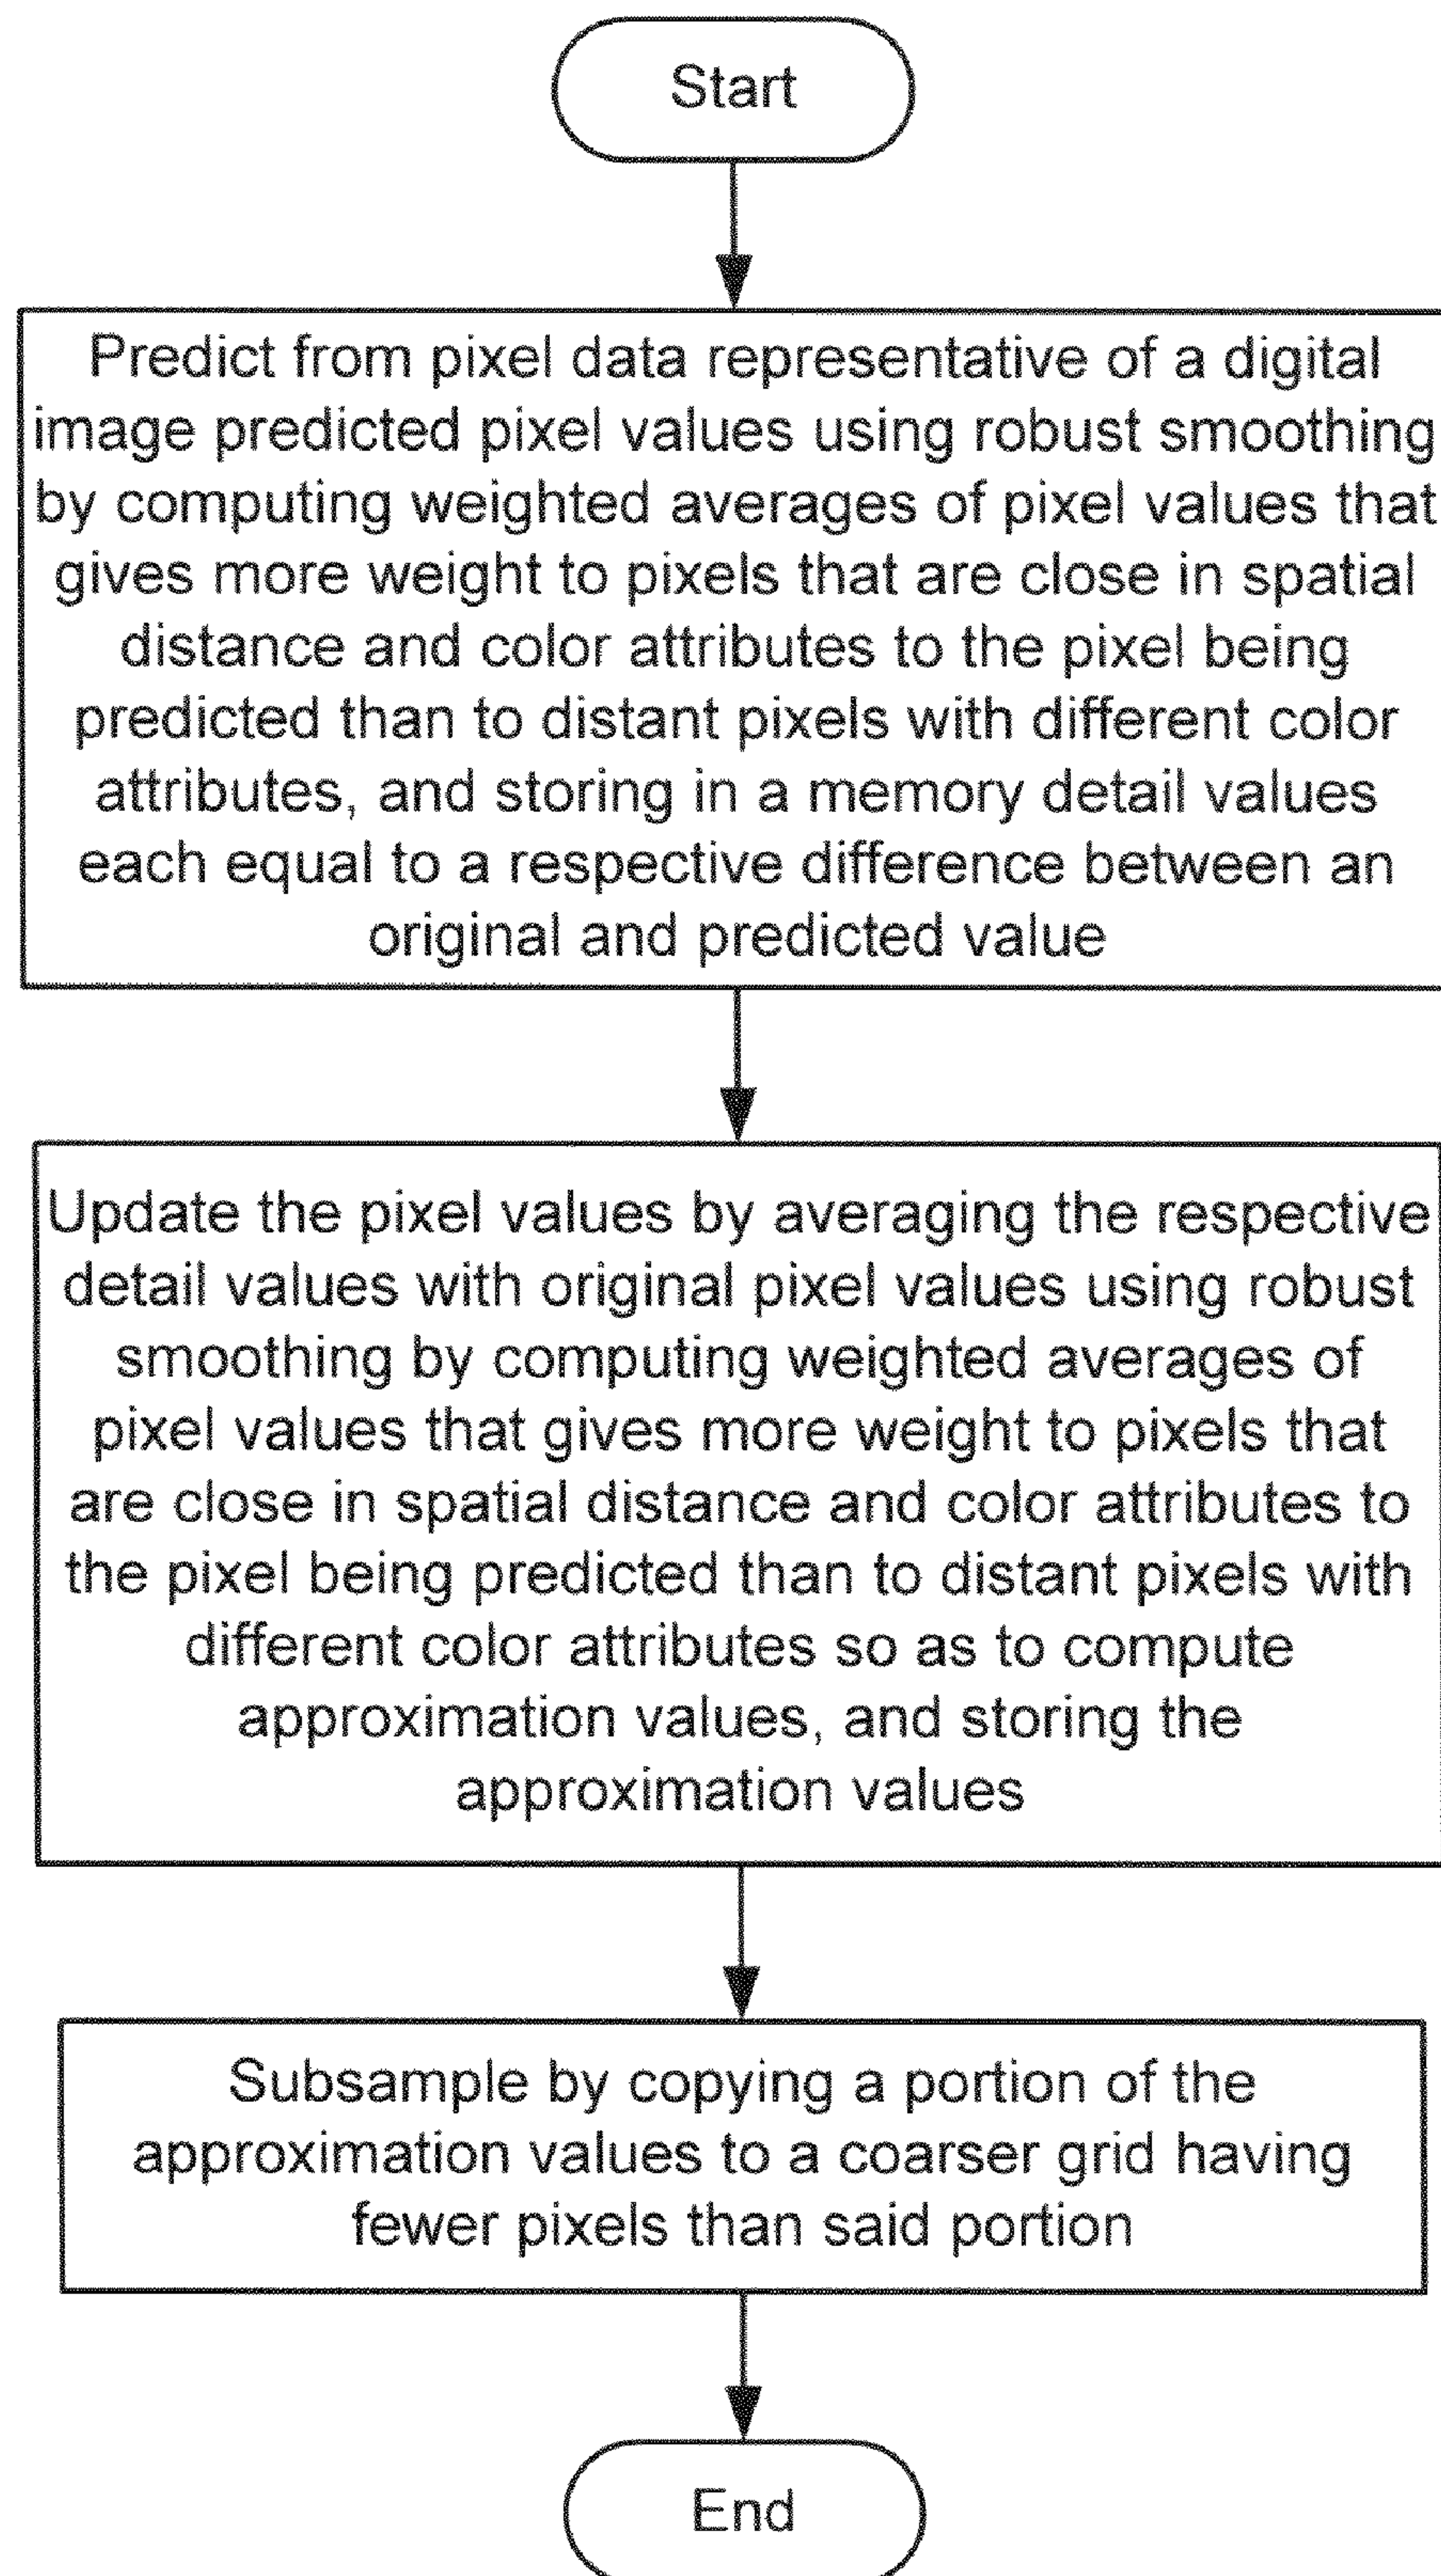 Start
Predict from pixel data representative of a digital
image predicted pixel values using robust smoothing
by computing weighted averages of pixel values that
gives more weight to pixels that are close in spatial
distance and color attributes to the pixel being
predicted than to distant pixels with different color
attributes, and storing in a memory detail values
each equal to a respective difference between an
original and predicted value
Update the pixel values by averaging the respective
detail values with original pixel values using robust
smoothing by computing weighted averages of
pixel values that gives more weight to pixels that
are close in spatial distance and color attributes to
the pixel being predicted than to distant pixels with
different color attributes so as to compute
approximation values, and storing the
approximation values
Subsample by copying a portion of the
approximation values to a coarser grid having
fewer pixels than said portion
End